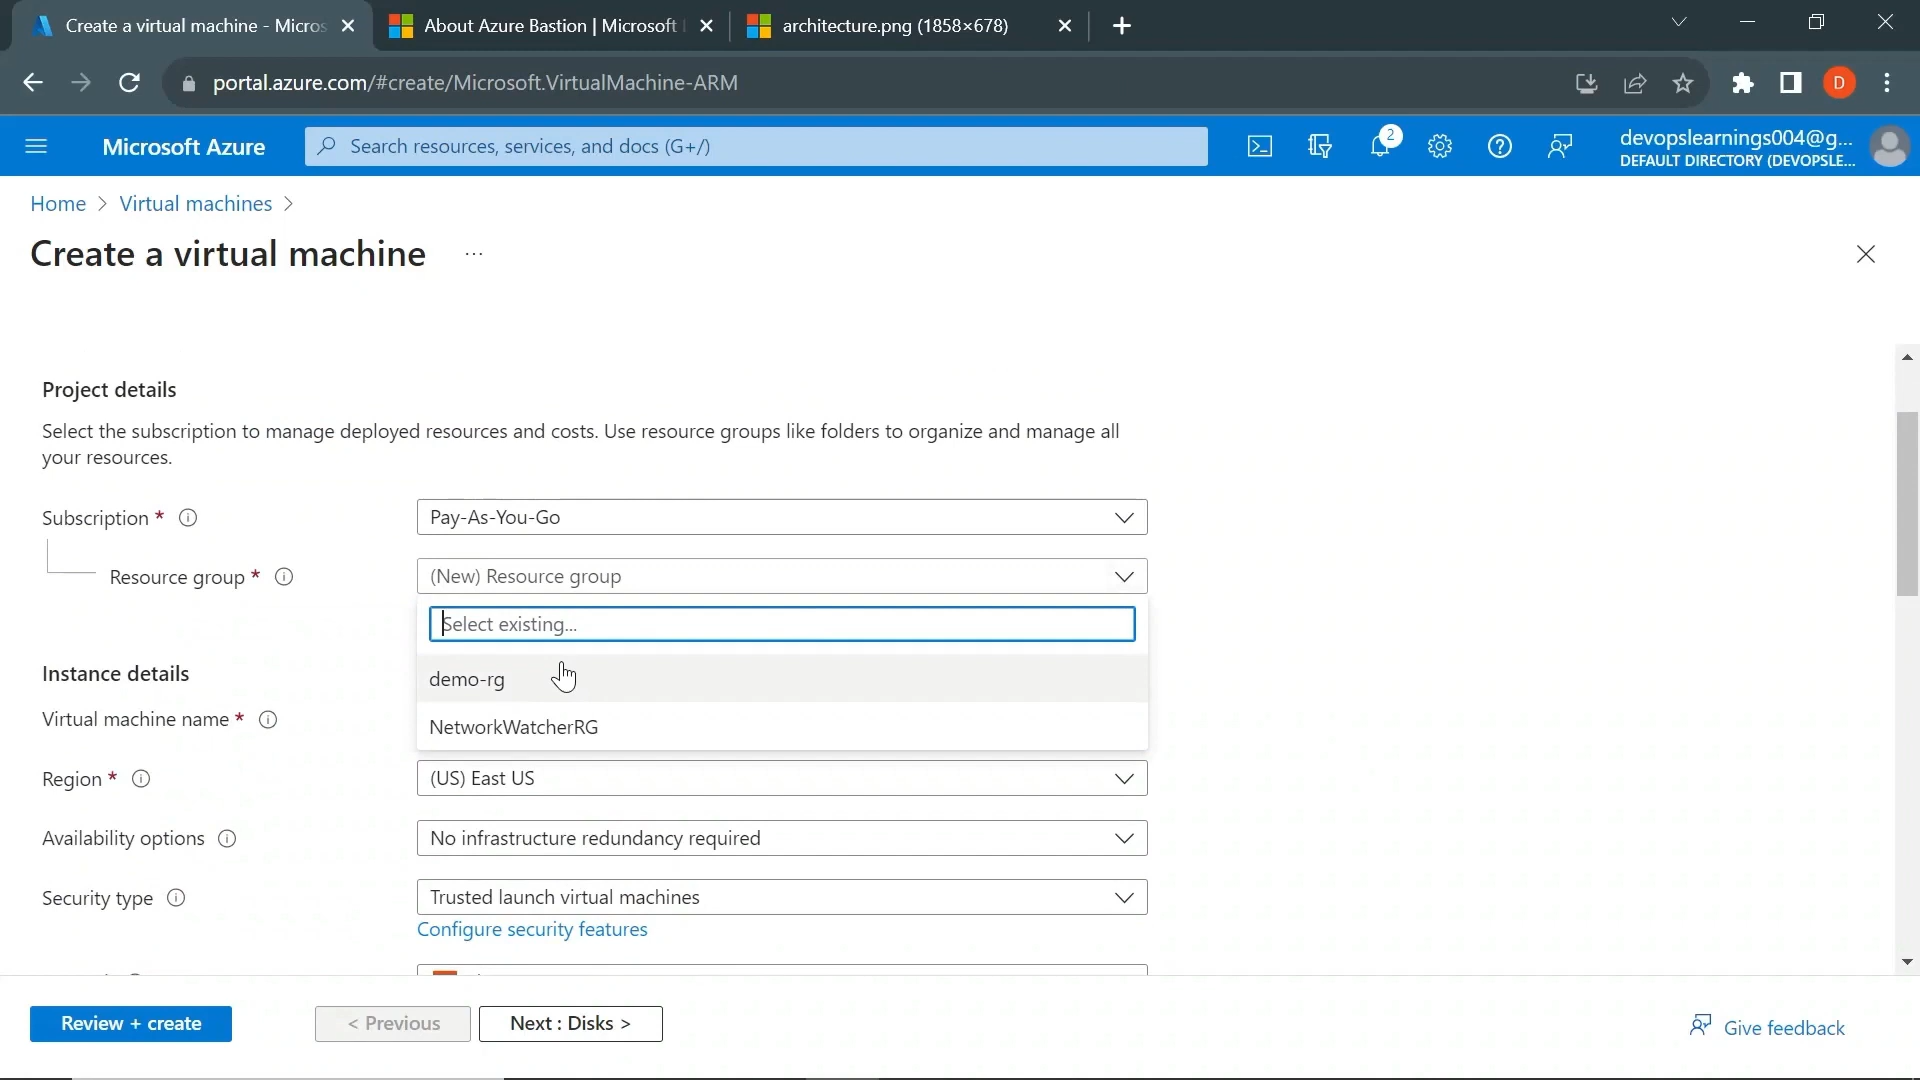 Create a virtual machine - Micros
About Azure Bastion | Microsoft
architecture.png (1858×678)
portal.azure.com/#create/Microsoft.VirtualMachine-ARM
D
Microsoft Azure
Search resources, services, and docs (G+/)
2
devopslearnings004@g...
DEFAULT DIRECTORY (DEVOPSLE...
Home > Virtual machines >
Create a virtual machine ...
Project details
Select the subscription to manage deployed resources and costs. Use resource groups like folders to organize and manage all
your resources.
Subscription *
Pay-As-You-Go
Resource group *
(New) Resource group
Select existing...
demo-rg
NetworkWatcherRG
Instance details
Virtual machine name *
Region *
(US) East US
Availability options
No infrastructure redundancy required
Security type
Trusted launch virtual machines
Configure security features
Review + create
< Previous
Next : Disks >
Give feedback